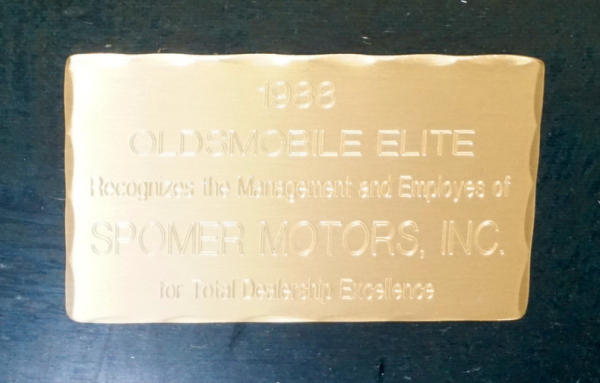 1988
OLDSMOBILE ELITE
Recognizes the Management and Employes of
SPOMER MOTORS, INC.
for Total Dealership Excellence